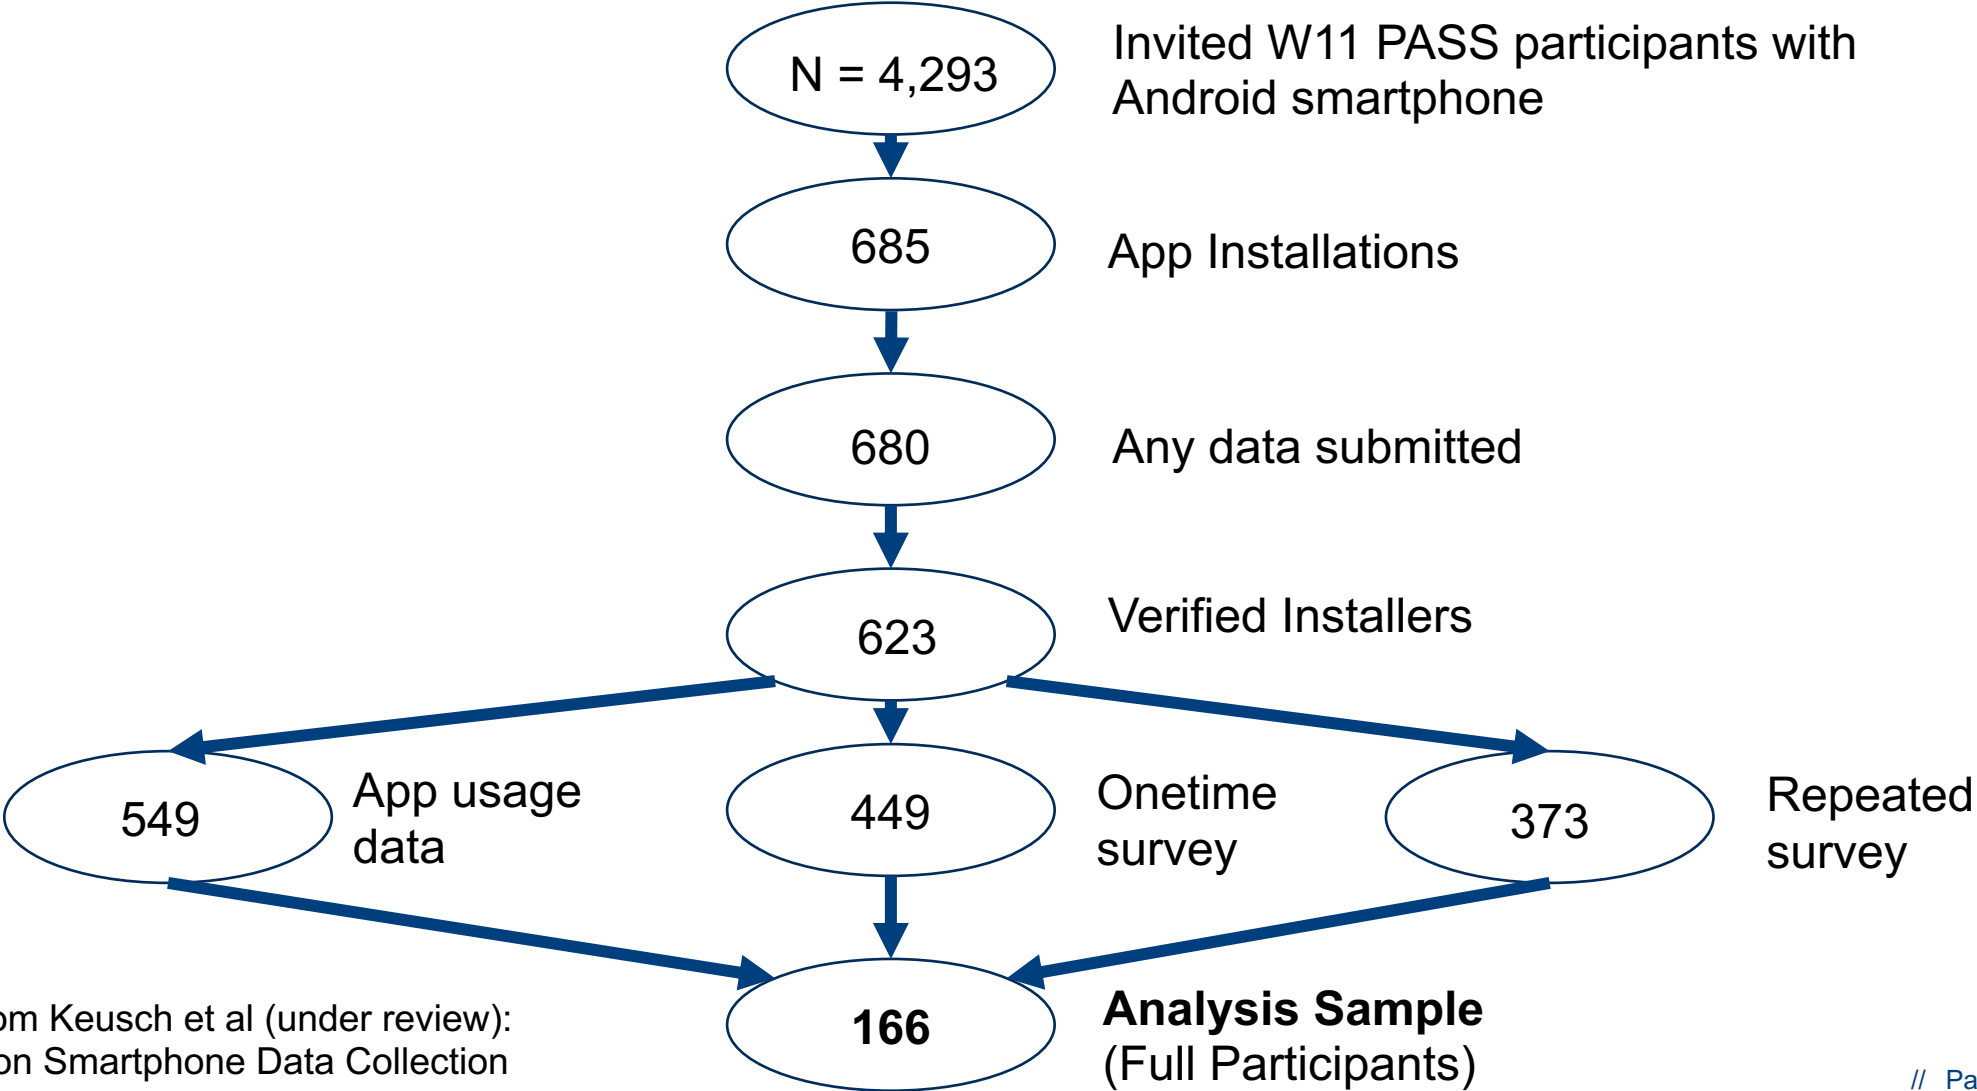 N = 4,293
Invited W11 PASS participants with
Android smartphone
685
App Installations
680
Any data submitted
623
Verified Installers
549
App usage
data
449
Onetime
survey
373
Repeated
survey
166
Analysis Sample
(Full Participants)
om Keusch et al (under review):
on Smartphone Data Collection
// Pa